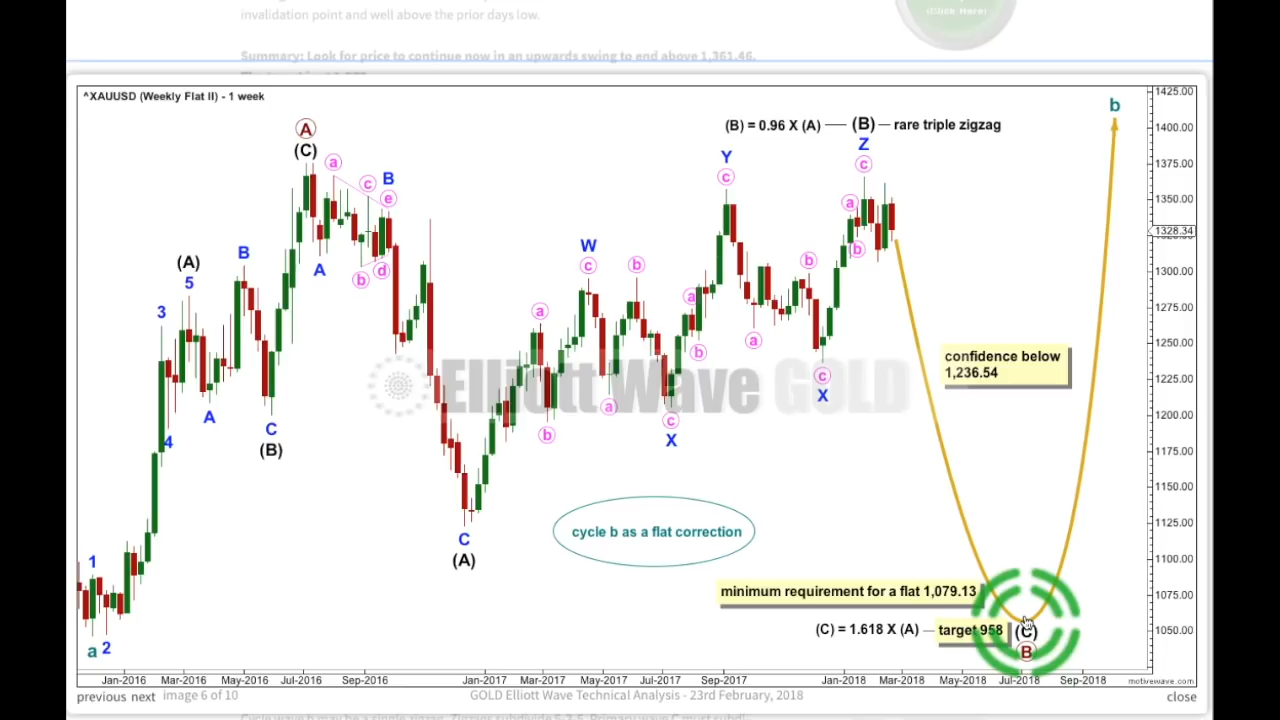 invalidation point and well above the prior days low.
(Click Here)
Summary: Look for price to continue now in an upwards swing to end above 1,361.46.
^XAUUSD (Weekly Flat II) - 1 week
1425.00
b
A
(C)
(B) = 0.96 X (A) — (B) — rare triple zigzag
1400.00
Z
Y
a
c
c
1375.00
c
B
e
a
1350.00
1328.34
B
W
b
(A)
5
A
b
d
c
b
b
1300.00
3
a
a
1275.00
1250.00
b
a
confidence below
1,236.54
Elliott Wave GOLD
c
1225.00
A
a
X
4
C
(B)
b
c
X
1200.00
1175.00
1150.00
cycle b as a flat correction
1125.00
C
(A)
1
1100.00
minimum requirement for a flat 1,079.13
1075.00
(C) = 1.618 X (A) — target 958
(C)
1050.00
a
2
B
Jan-2016 Mar-2016 Jul-2016 Sep-2016 Jan-2017 Mar-2017 May-2017 Jul-2017 Sep-2017 Jan-2018 Mar-2018 May-2018 Jul-2018 Sep-2018
motivewave.com
previous next image 6 of 10
GOLD Elliott Wave Technical Analysis - 23rd February, 2018
close